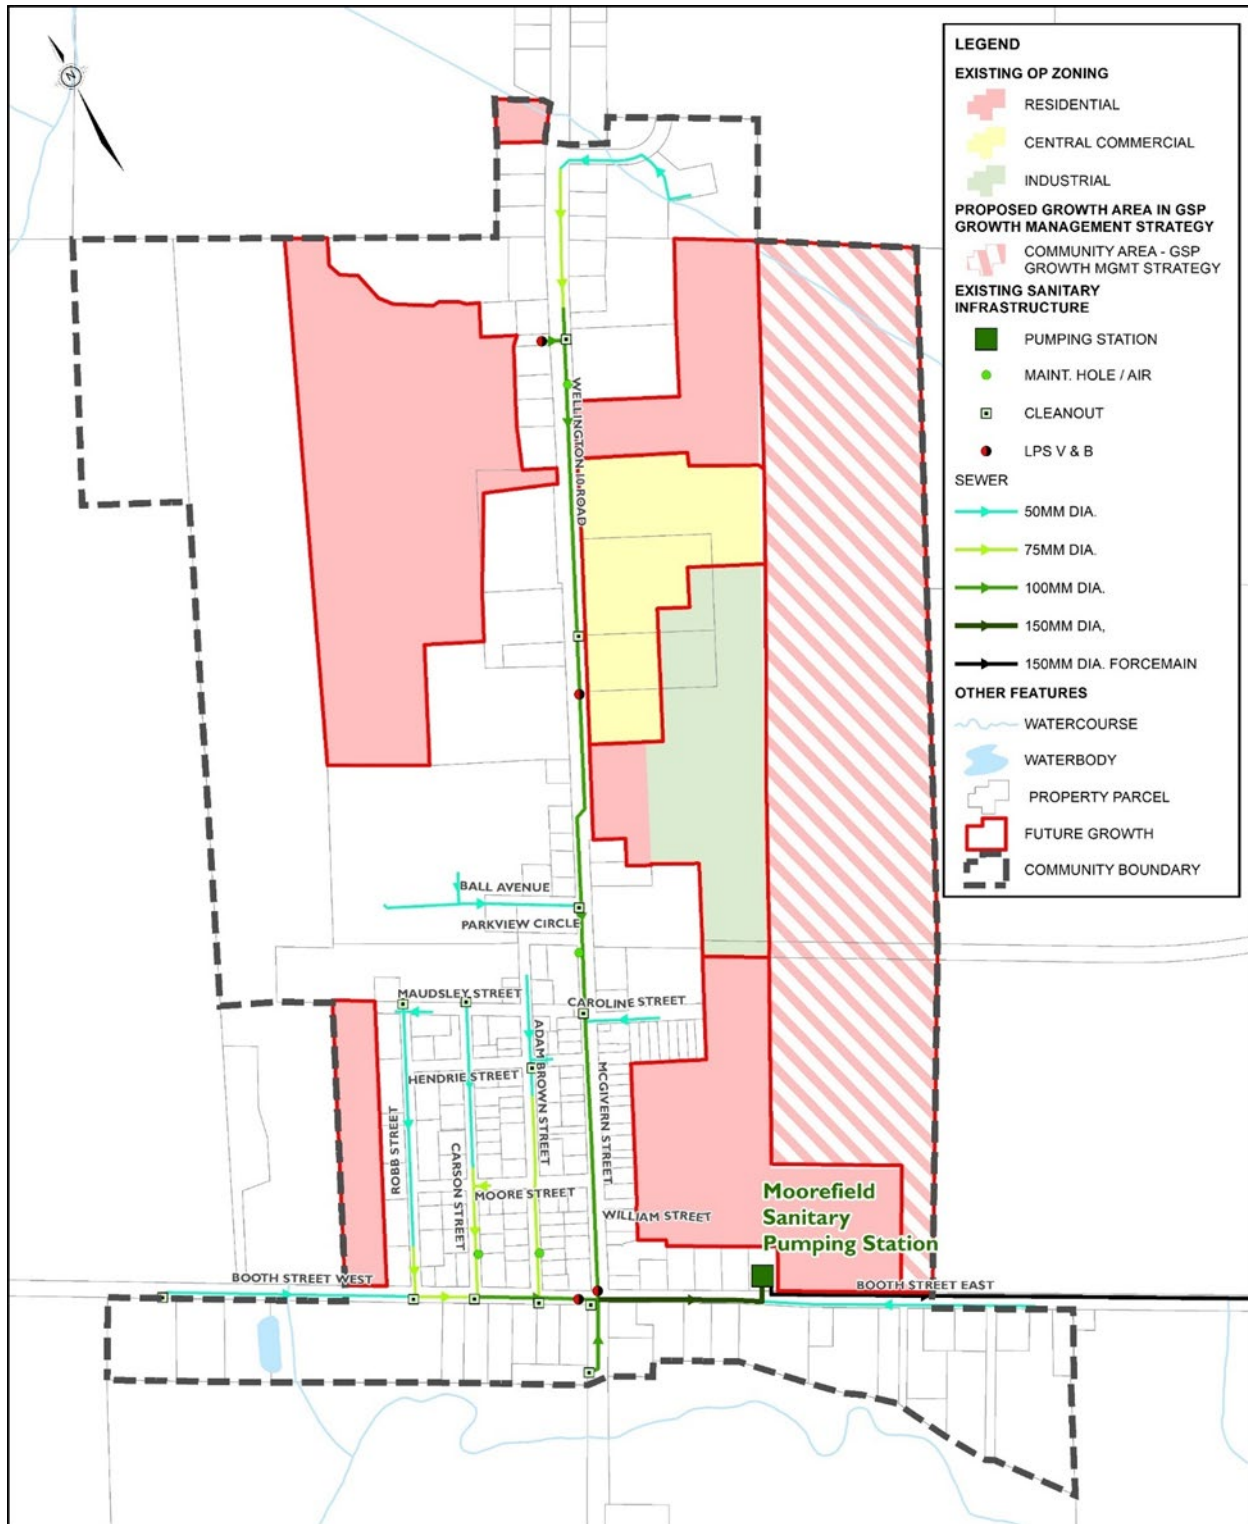 N
LEGEND
EXISTING OP ZONING
RESIDENTIAL
CENTRAL COMMERCIAL
INDUSTRIAL
PROPOSED GROWTH AREA IN GSP
GROWTH MANAGEMENT STRATEGY
COMMUNITY AREA - GSP
GROWTH MGMT STRATEGY
EXISTING SANITARY
INFRASTRUCTURE
PUMPING STATION
MAINT. HOLE / AIR
CLEANOUT
LPS V & B
SEWER
50MM DIA.
75MM DIA.
100MM DIA.
150MM DIA,
150MM DIA. FORCEMAIN
OTHER FEATURES
WATERCOURSE
WATERBODY
PROPERTY PARCEL
FUTURE GROWTH
COMMUNITY BOUNDARY
WELLINGTON 10 ROAD
BALL AVENUE
PARKVIEW CIRCLE
MAUDSLEY STREET
CAROLINE STREET
ADAM BROWN STREET
HENDRIE STREET
MCGIVERN STREET
ROBB STREET
CARSON STREET
MOORE STREET
WILLIAM STREET
Moorefield
Sanitary
Pumping Station
BOOTH STREET WEST
BOOTH STREET EAST